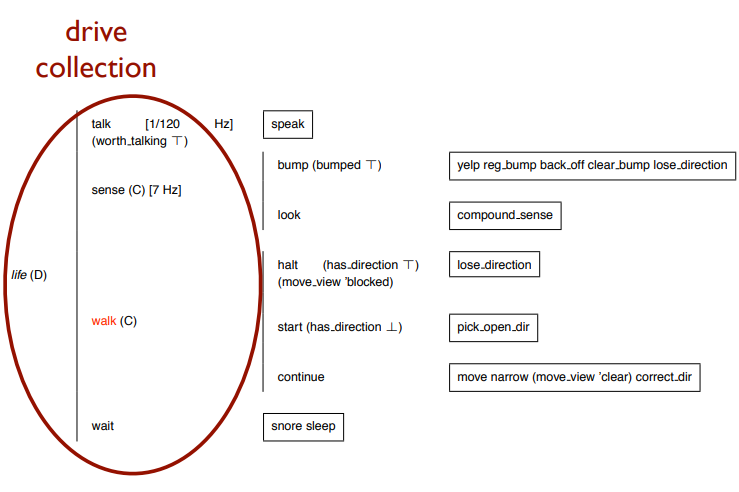 drive
collection
talk [1/120 Hz] speak
(worth_talking ⊤)
bump (bumped ⊤) yelp reg_bump back_off clear_bump lose_direction
sense (C) [7 Hz]
look compound_sense
halt (has_direction ⊤) lose_direction
life (D)
(move_view 'blocked)
walk (C)
start (has_direction ⊥) pick_open_dir
continue move narrow (move_view 'clear) correct_dir
wait snore sleep